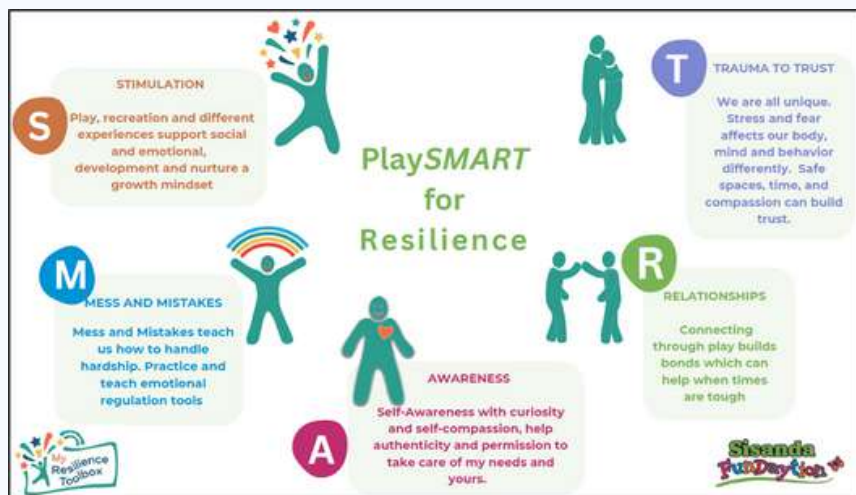 PlaySMART
for
Resilience
S
STIMULATION
Play, recreation and different
experiences support social
and emotional,
development and nurture a
growth mindset
M
MESS AND MISTAKES
Mess and Mistakes teach
us how to handle
hardship. Practice and
teach emotional
regulation tools
A
AWARENESS
Self-Awareness with curiosity
and self-compassion, help
authenticity and permission to
take care of my needs and
yours.
R
RELATIONSHIPS
Connecting
through play builds
bonds which can
help when times
are tough
T
TRAUMA TO TRUST
We are all unique.
Stress and fear
affects our body,
mind and behavior
differently. Safe
spaces, time, and
compassion can build
trust.
My
Resilience
Toolbox
Sisanda
FunDaytion